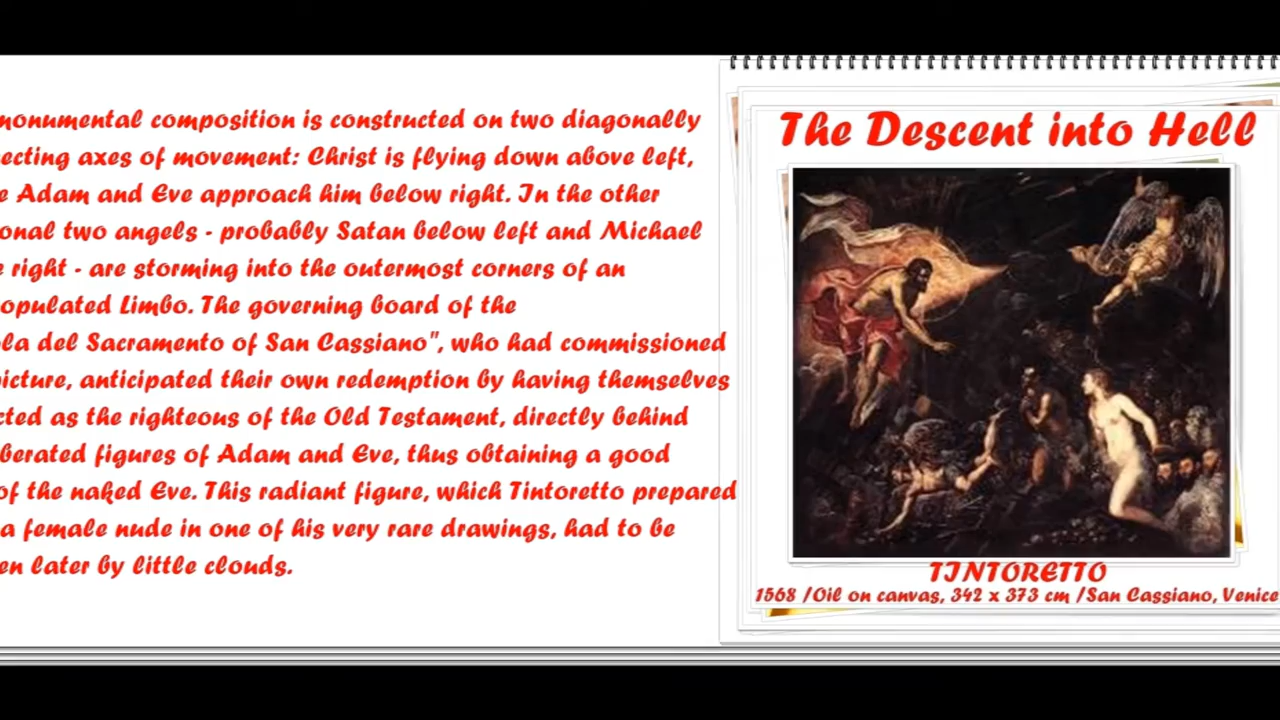 monumental composition is constructed on two diagonally
ecting axes of movement: Christ is flying down above left,
e Adam and Eve approach him below right. In the other
onal two angels - probably Satan below left and Michael
e right - are storming into the outermost corners of an
opulated Limbo. The governing board of the
la del Sacramento of San Cassiano", who had commissioned
picture, anticipated their own redemption by having themselves
cted as the righteous of the Old Testament, directly behind
berated figures of Adam and Eve, thus obtaining a good
of the naked Eve. This radiant figure, which Tintoretto prepared
a female nude in one of his very rare drawings, had to be
en later by little clouds.
The Descent into Hell
TINTORETTO
1568 /Oil on canvas, 342 x 373 cm /San Cassiano, Venice